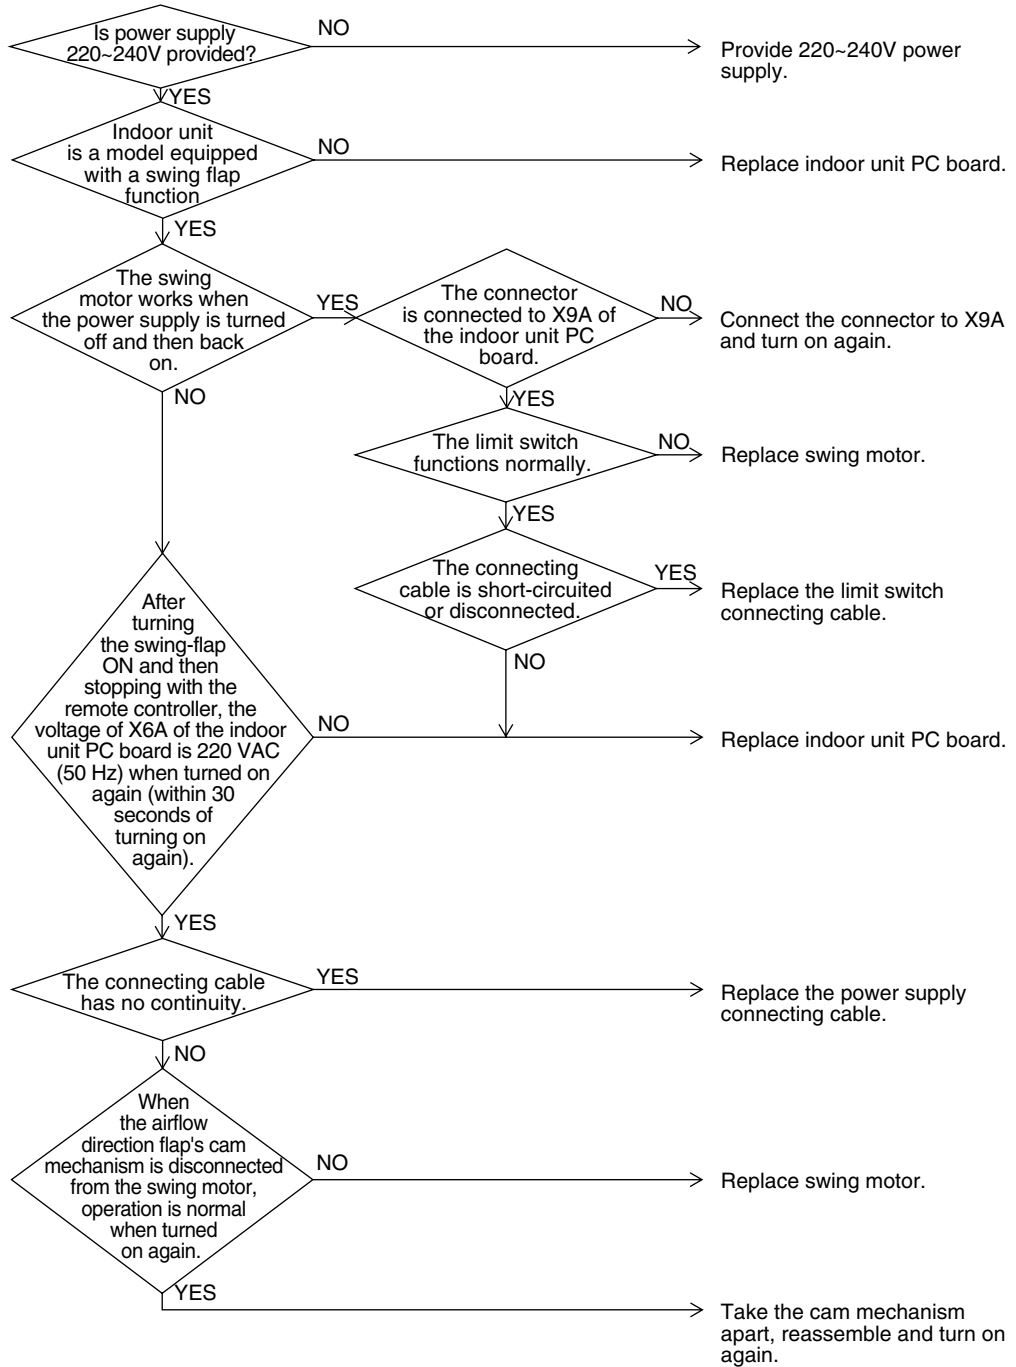 Is power supply
220~240V provided?
NO
Provide 220~240V power
supply.
YES
Indoor unit
is a model equipped
with a swing flap
function
NO
Replace indoor unit PC board.
YES
The swing
motor works when
the power supply is turned
off and then back
on.
YES
The connector
is connected to X9A of
the indoor unit PC
board.
NO
Connect the connector to X9A
and turn on again.
NO
YES
The limit switch
functions normally.
NO
Replace swing motor.
YES
The connecting
cable is short-circuited
or disconnected.
YES
Replace the limit switch
connecting cable.
NO
After
turning
the swing-flap
ON and then
stopping with the
remote controller, the
voltage of X6A of the indoor
unit PC board is 220 VAC
(50 Hz) when turned on
again (within 30
seconds of
turning on
again).
NO
Replace indoor unit PC board.
YES
The connecting cable
has no continuity.
YES
Replace the power supply
connecting cable.
NO
When
the airflow
direction flap's cam
mechanism is disconnected
from the swing motor,
operation is normal
when turned
on again.
NO
Replace swing motor.
YES
Take the cam mechanism
apart, reassemble and turn on
again.